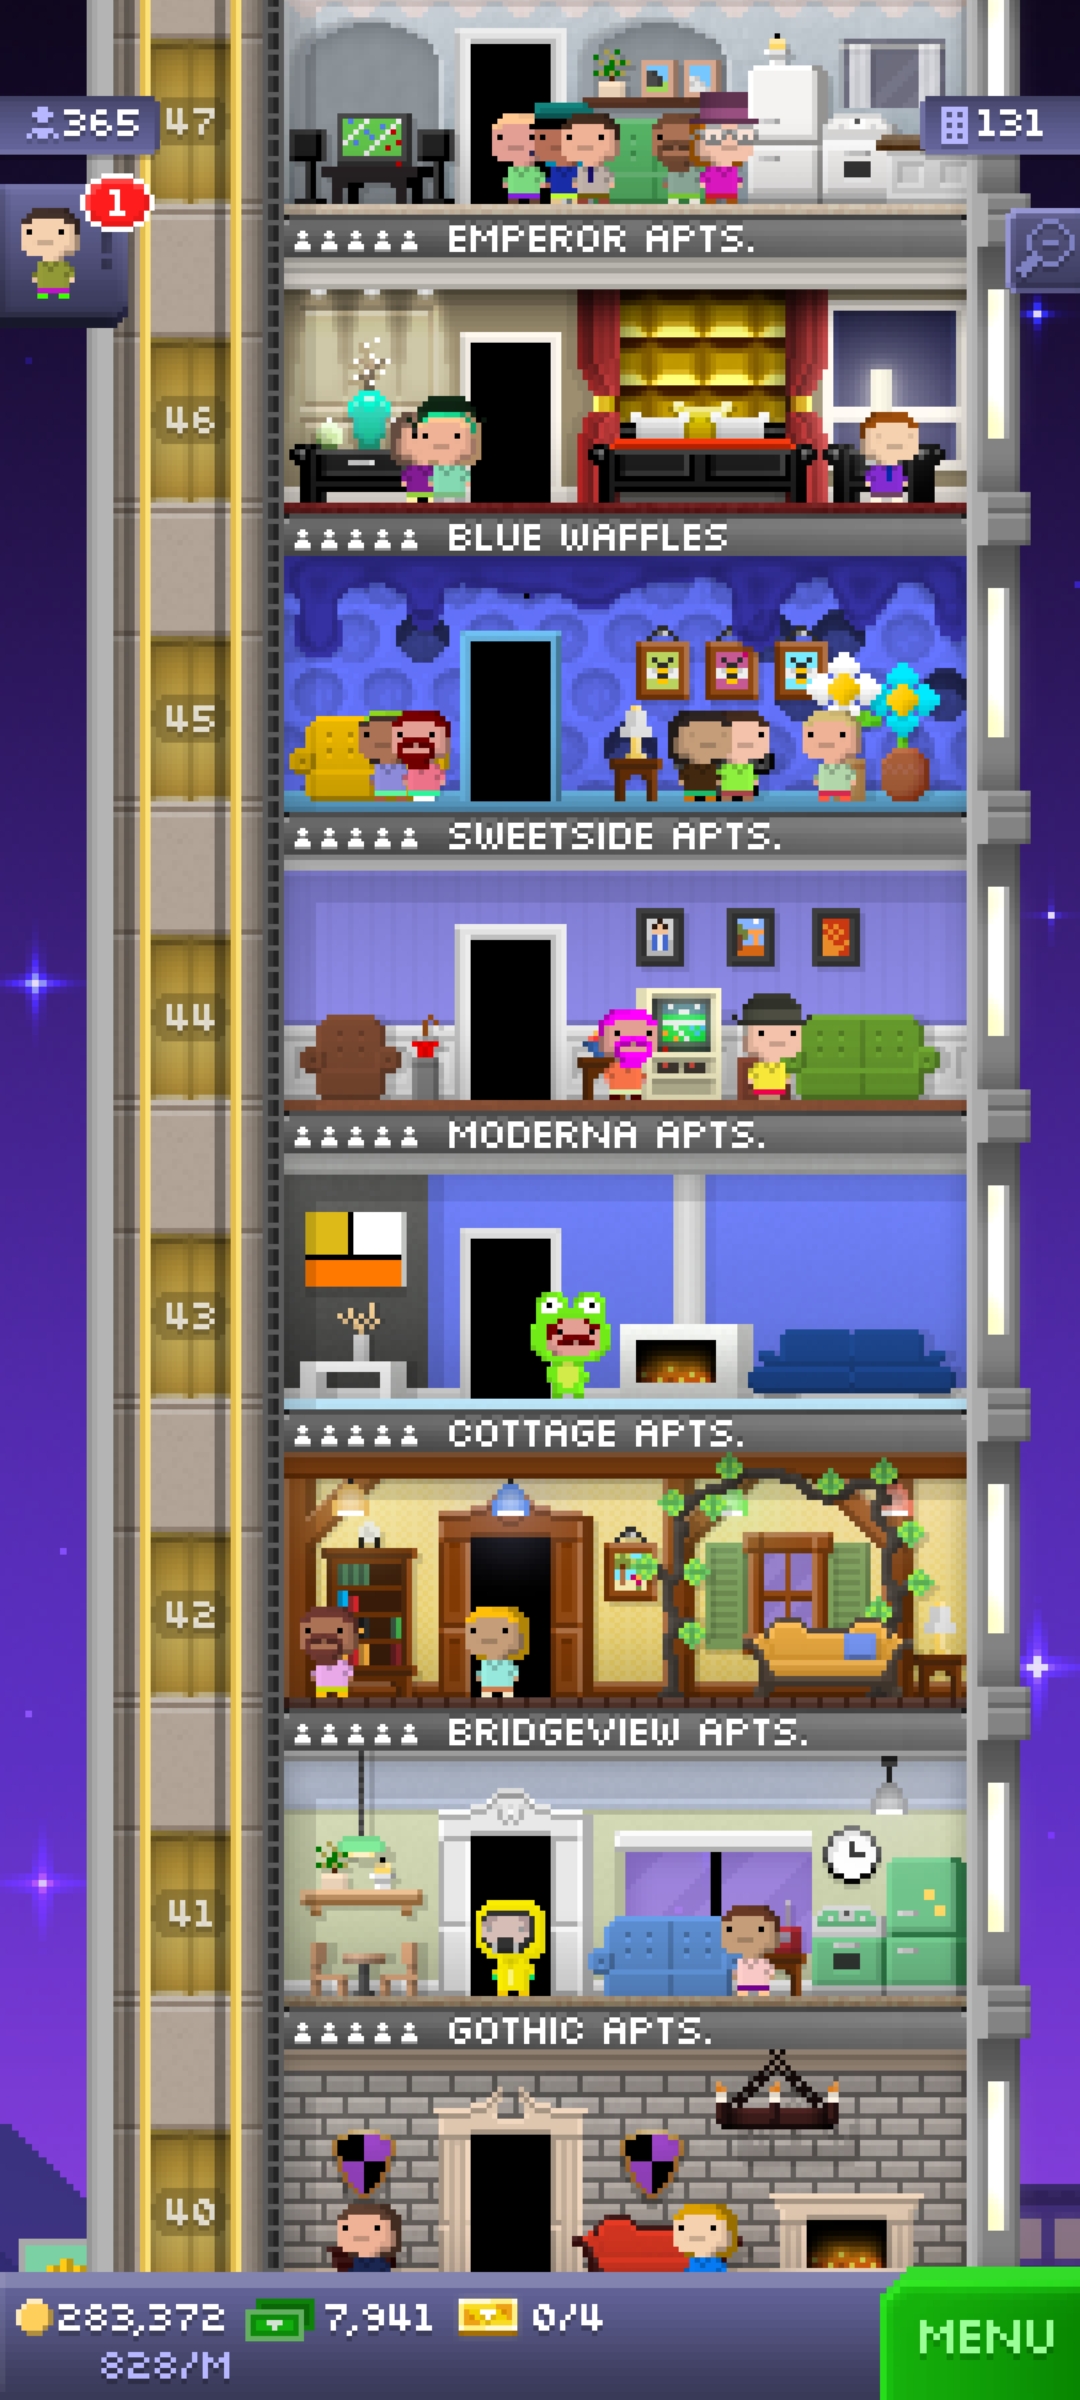 47
365
131
1
EMPEROR APTS.
46
BLUE WAFFLES
45
SWEETSIDE APTS.
44
MODERNA APTS.
43
COTTAGE APTS.
42
BRIDGEVIEW APTS.
41
GOTHIC APTS.
40
283,372 7,941 0/4
828/M
MENU